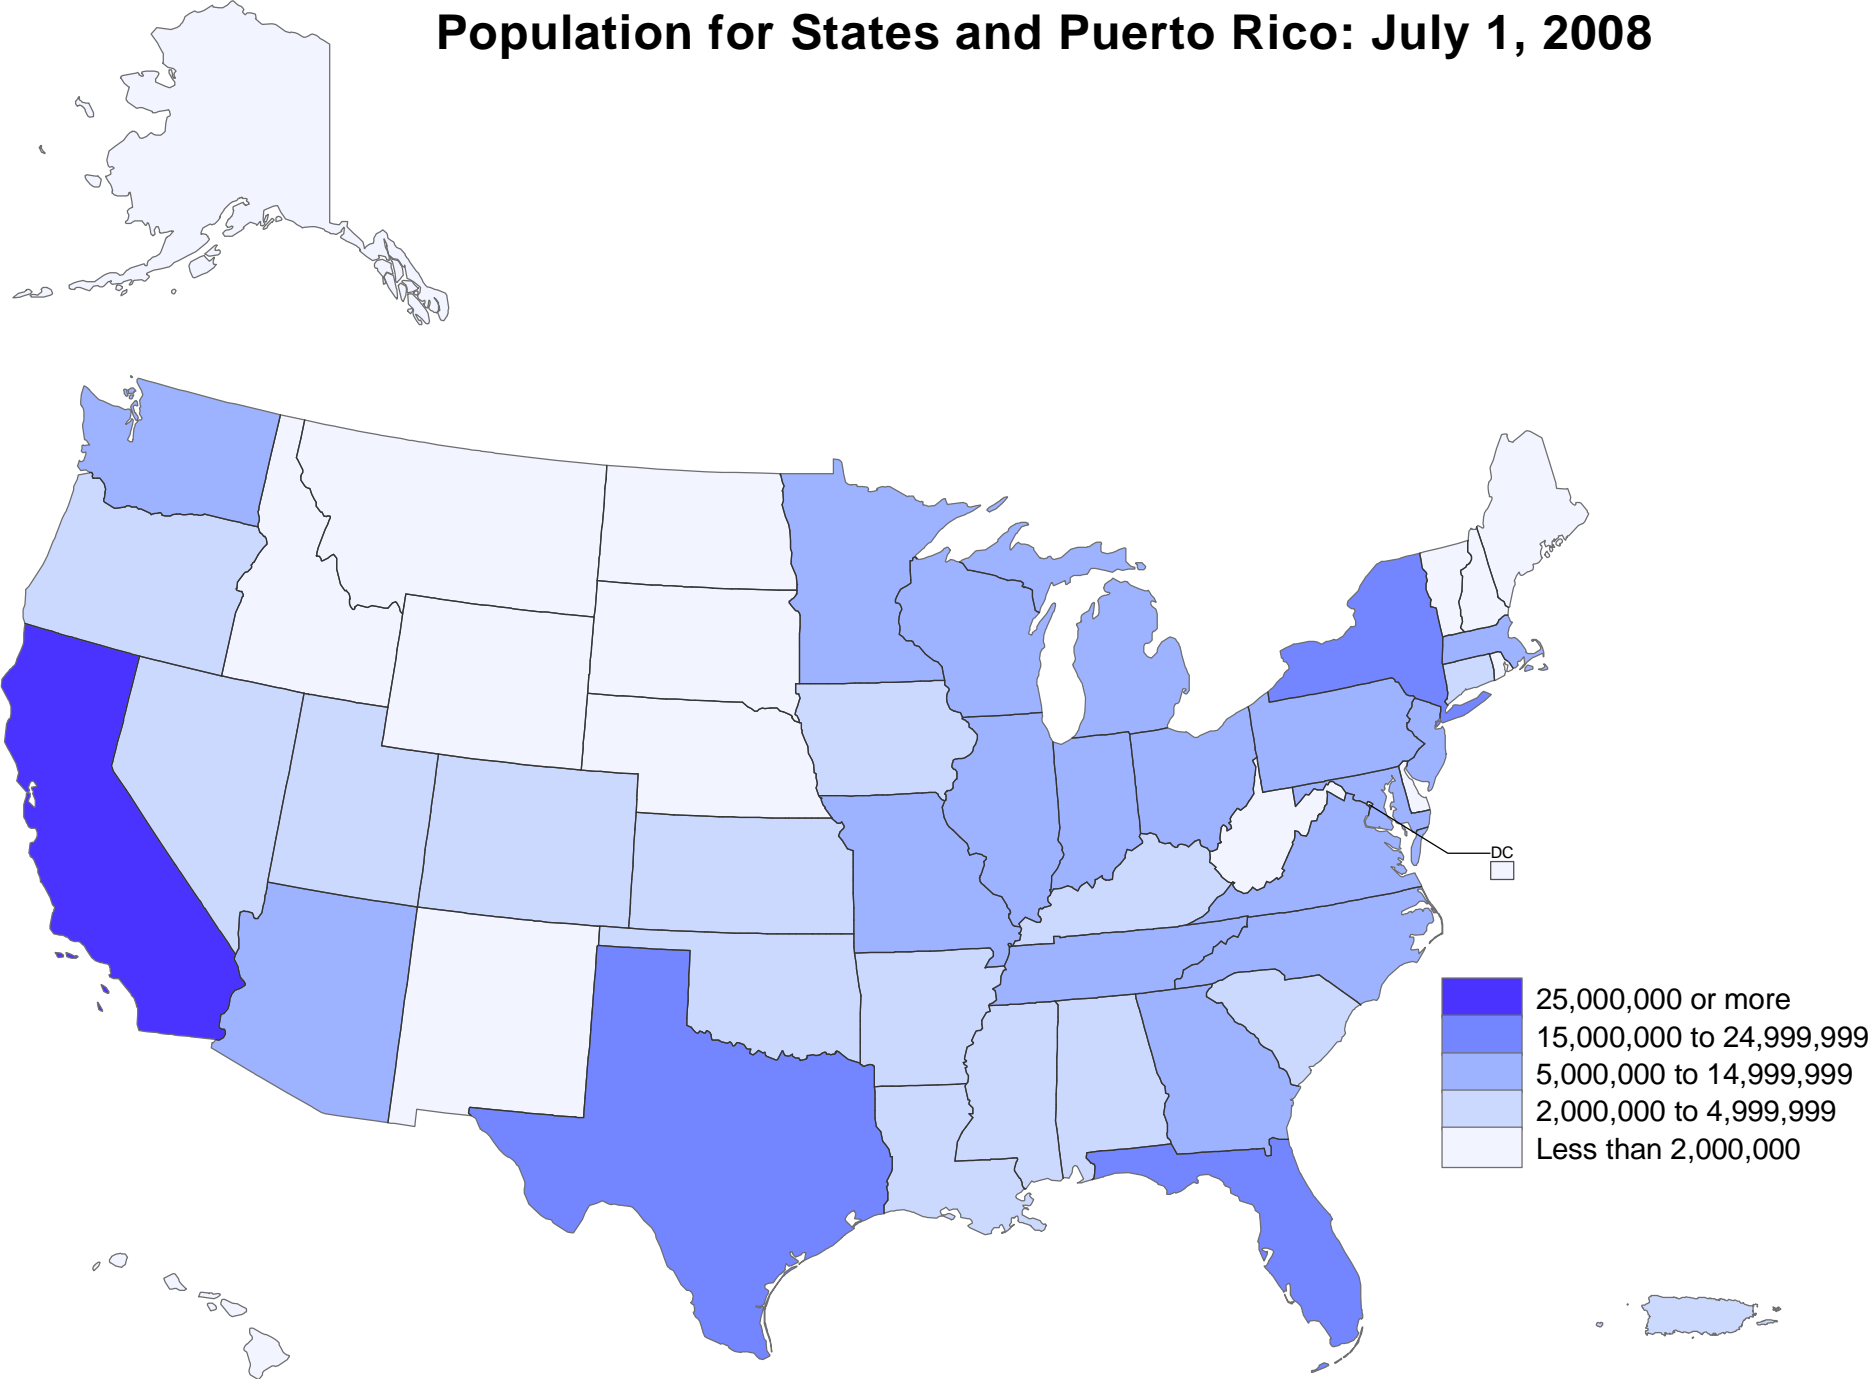 Population for States and Puerto Rico: July 1, 2008
DC
25,000,000 or more
15,000,000 to 24,999,999
5,000,000 to 14,999,999
2,000,000 to 4,999,999
Less than 2,000,000